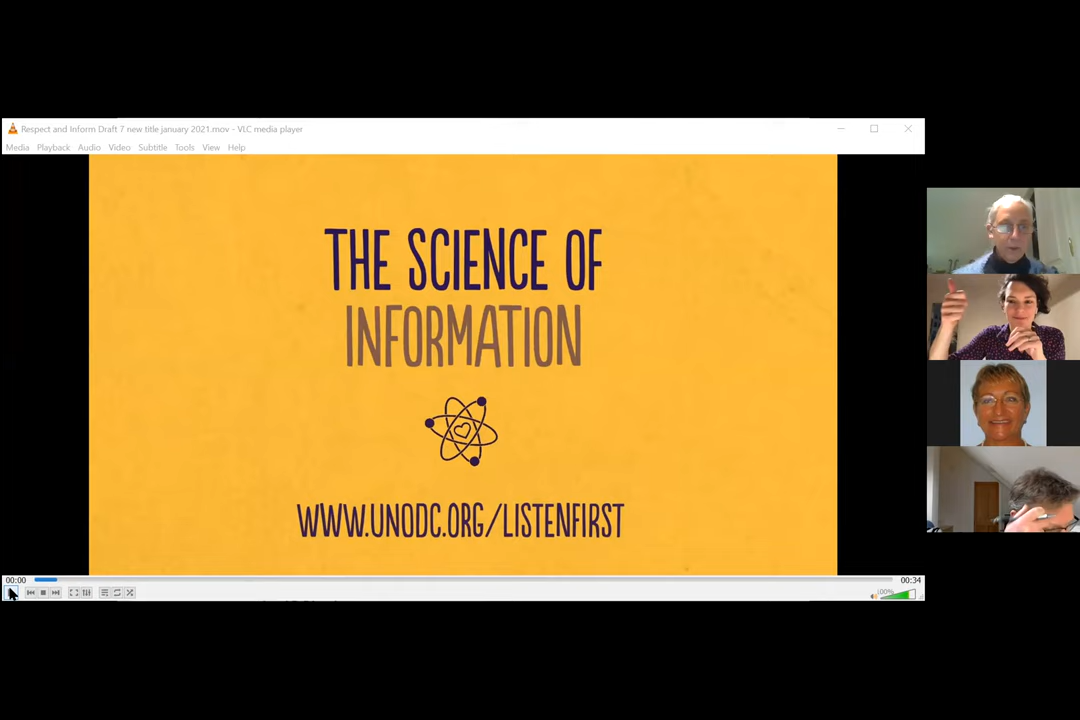 Respect and Inform Draft 7 new title january 2021.mov - VLC media player
Media Playback Audio Video Subtitle Tools View Help
THE SCIENCE OF
INFORMATION
WWW.UNODC.ORG/LISTENFIRST
00:00
00:34
100%